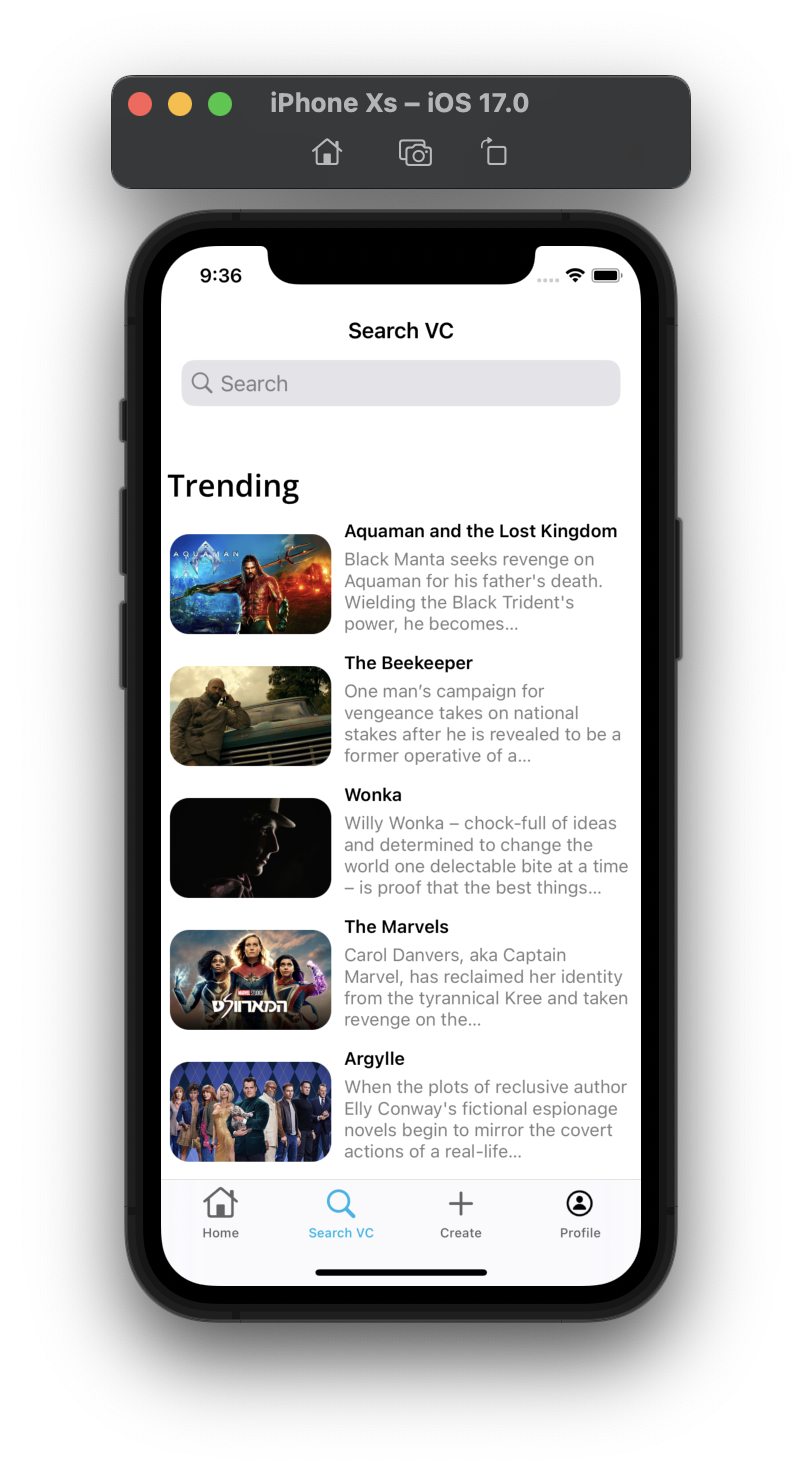 iPhone Xs – iOS 17.0
9:36
Search VC
Search
Trending
AQUAMAN
Aquaman and the Lost Kingdom
Black Manta seeks revenge on
Aquaman for his father's death.
Wielding the Black Trident's
power, he becomes...
The Beekeeper
One man’s campaign for
vengeance takes on national
stakes after he is revealed to be a
former operative of a...
Wonka
Willy Wonka – chock-full of ideas
and determined to change the
world one delectable bite at a time
– is proof that the best things...
MARVEL STUDIOS
המארוולס
The Marvels
Carol Danvers, aka Captain
Marvel, has reclaimed her identity
from the tyrannical Kree and taken
revenge on the...
Argylle
When the plots of reclusive author
Elly Conway's fictional espionage
novels begin to mirror the covert
actions of a real-life...
Home
Search VC
Create
Profile